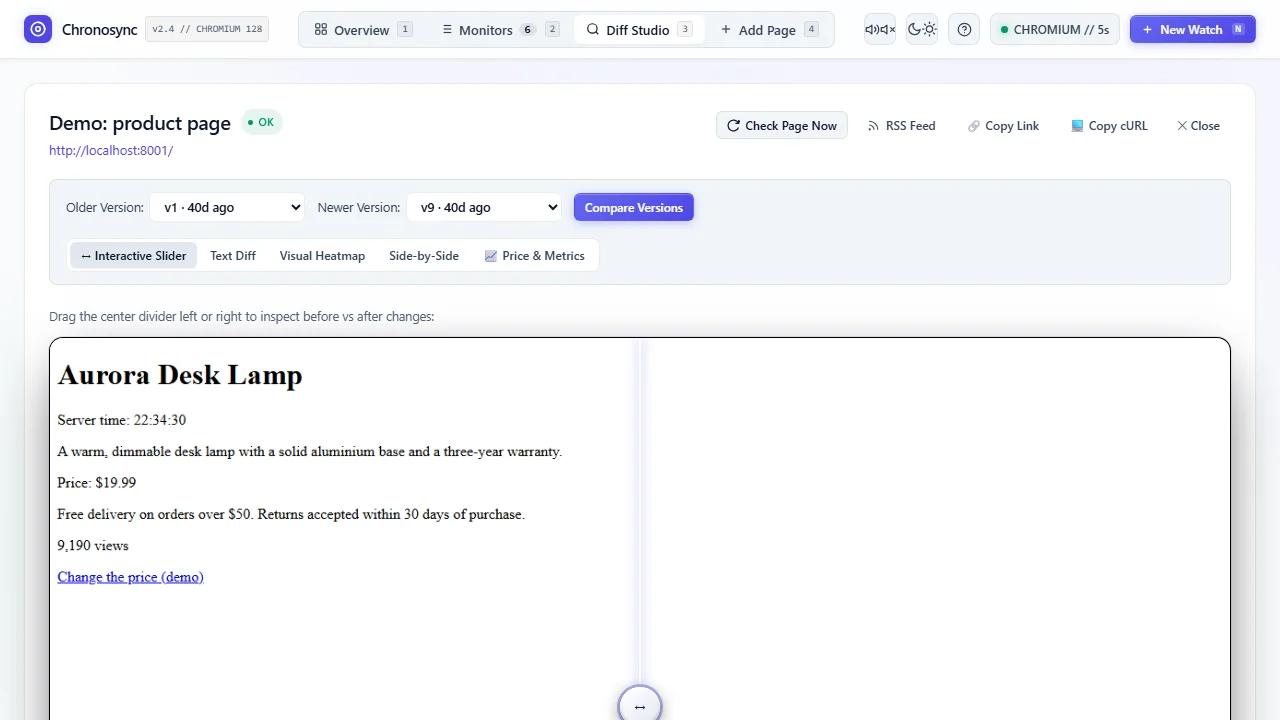 Chronosync v2.4 // CHROMIUM 128 Overview 1 Monitors 6 2 Diff Studio 3 + Add Page 4 CHROMIUM // 5s + New Watch N
Demo: product page OK
Check Page Now RSS Feed Copy Link Copy cURL Close
http://localhost:8001/
Older Version: v1 · 40d ago Newer Version: v9 · 40d ago Compare Versions
↔ Interactive Slider Text Diff Visual Heatmap Side-by-Side Price & Metrics
Drag the center divider left or right to inspect before vs after changes:
Aurora Desk Lamp
Server time: 22:34:30
A warm, dimmable desk lamp with a solid aluminium base and a three-year warranty.
Price: $19.99
Free delivery on orders over $50. Returns accepted within 30 days of purchase.
9,190 views
Change the price (demo)
↔